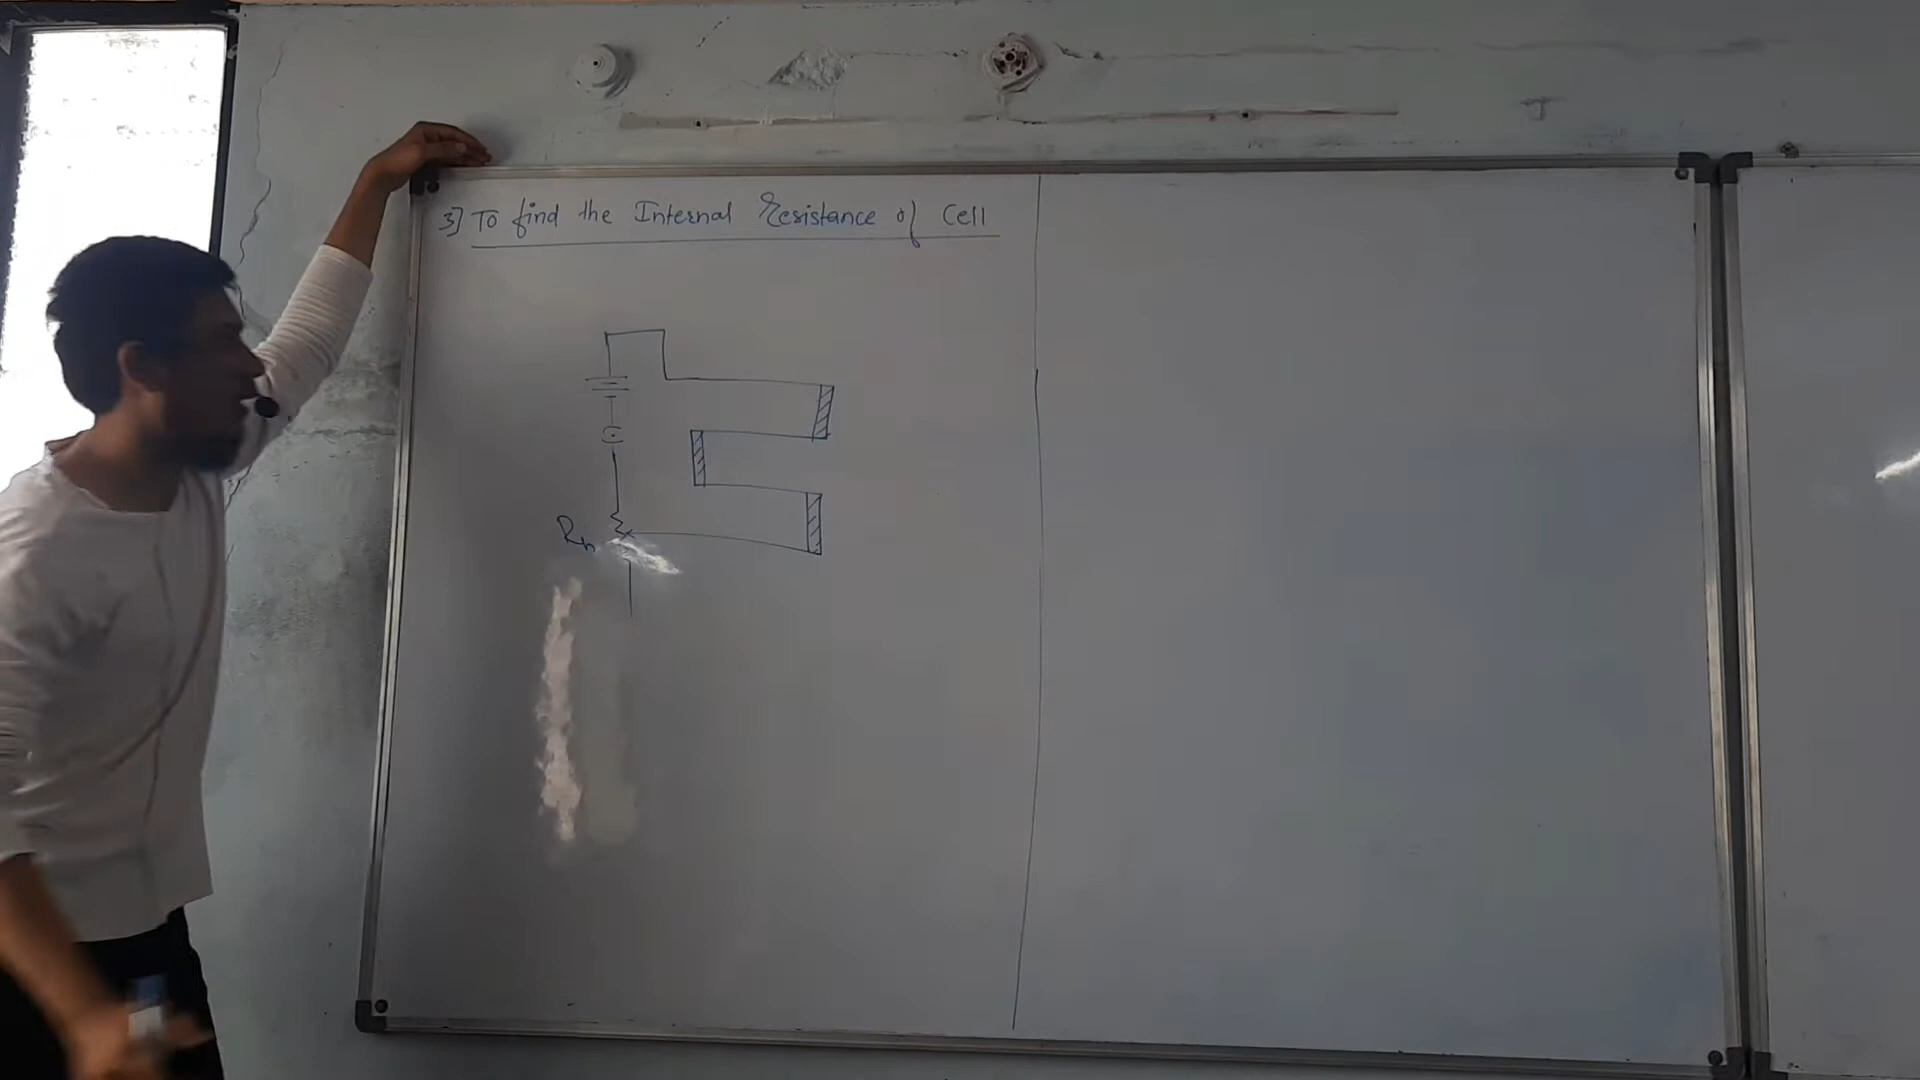 3] To find the Internal Resistance of Cell
Rh